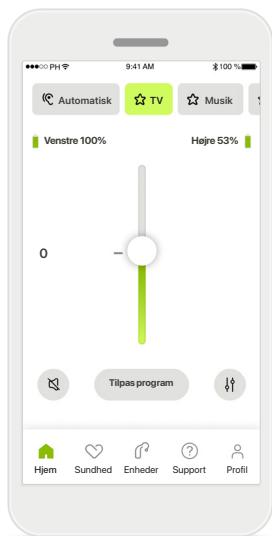 ●●●○○ PH 9:41 AM 100 %
Automatisk TV Musik
Venstre 100% Højre 53%
0
Tilpas program
Hjem Sundhed Enheder Support Profil